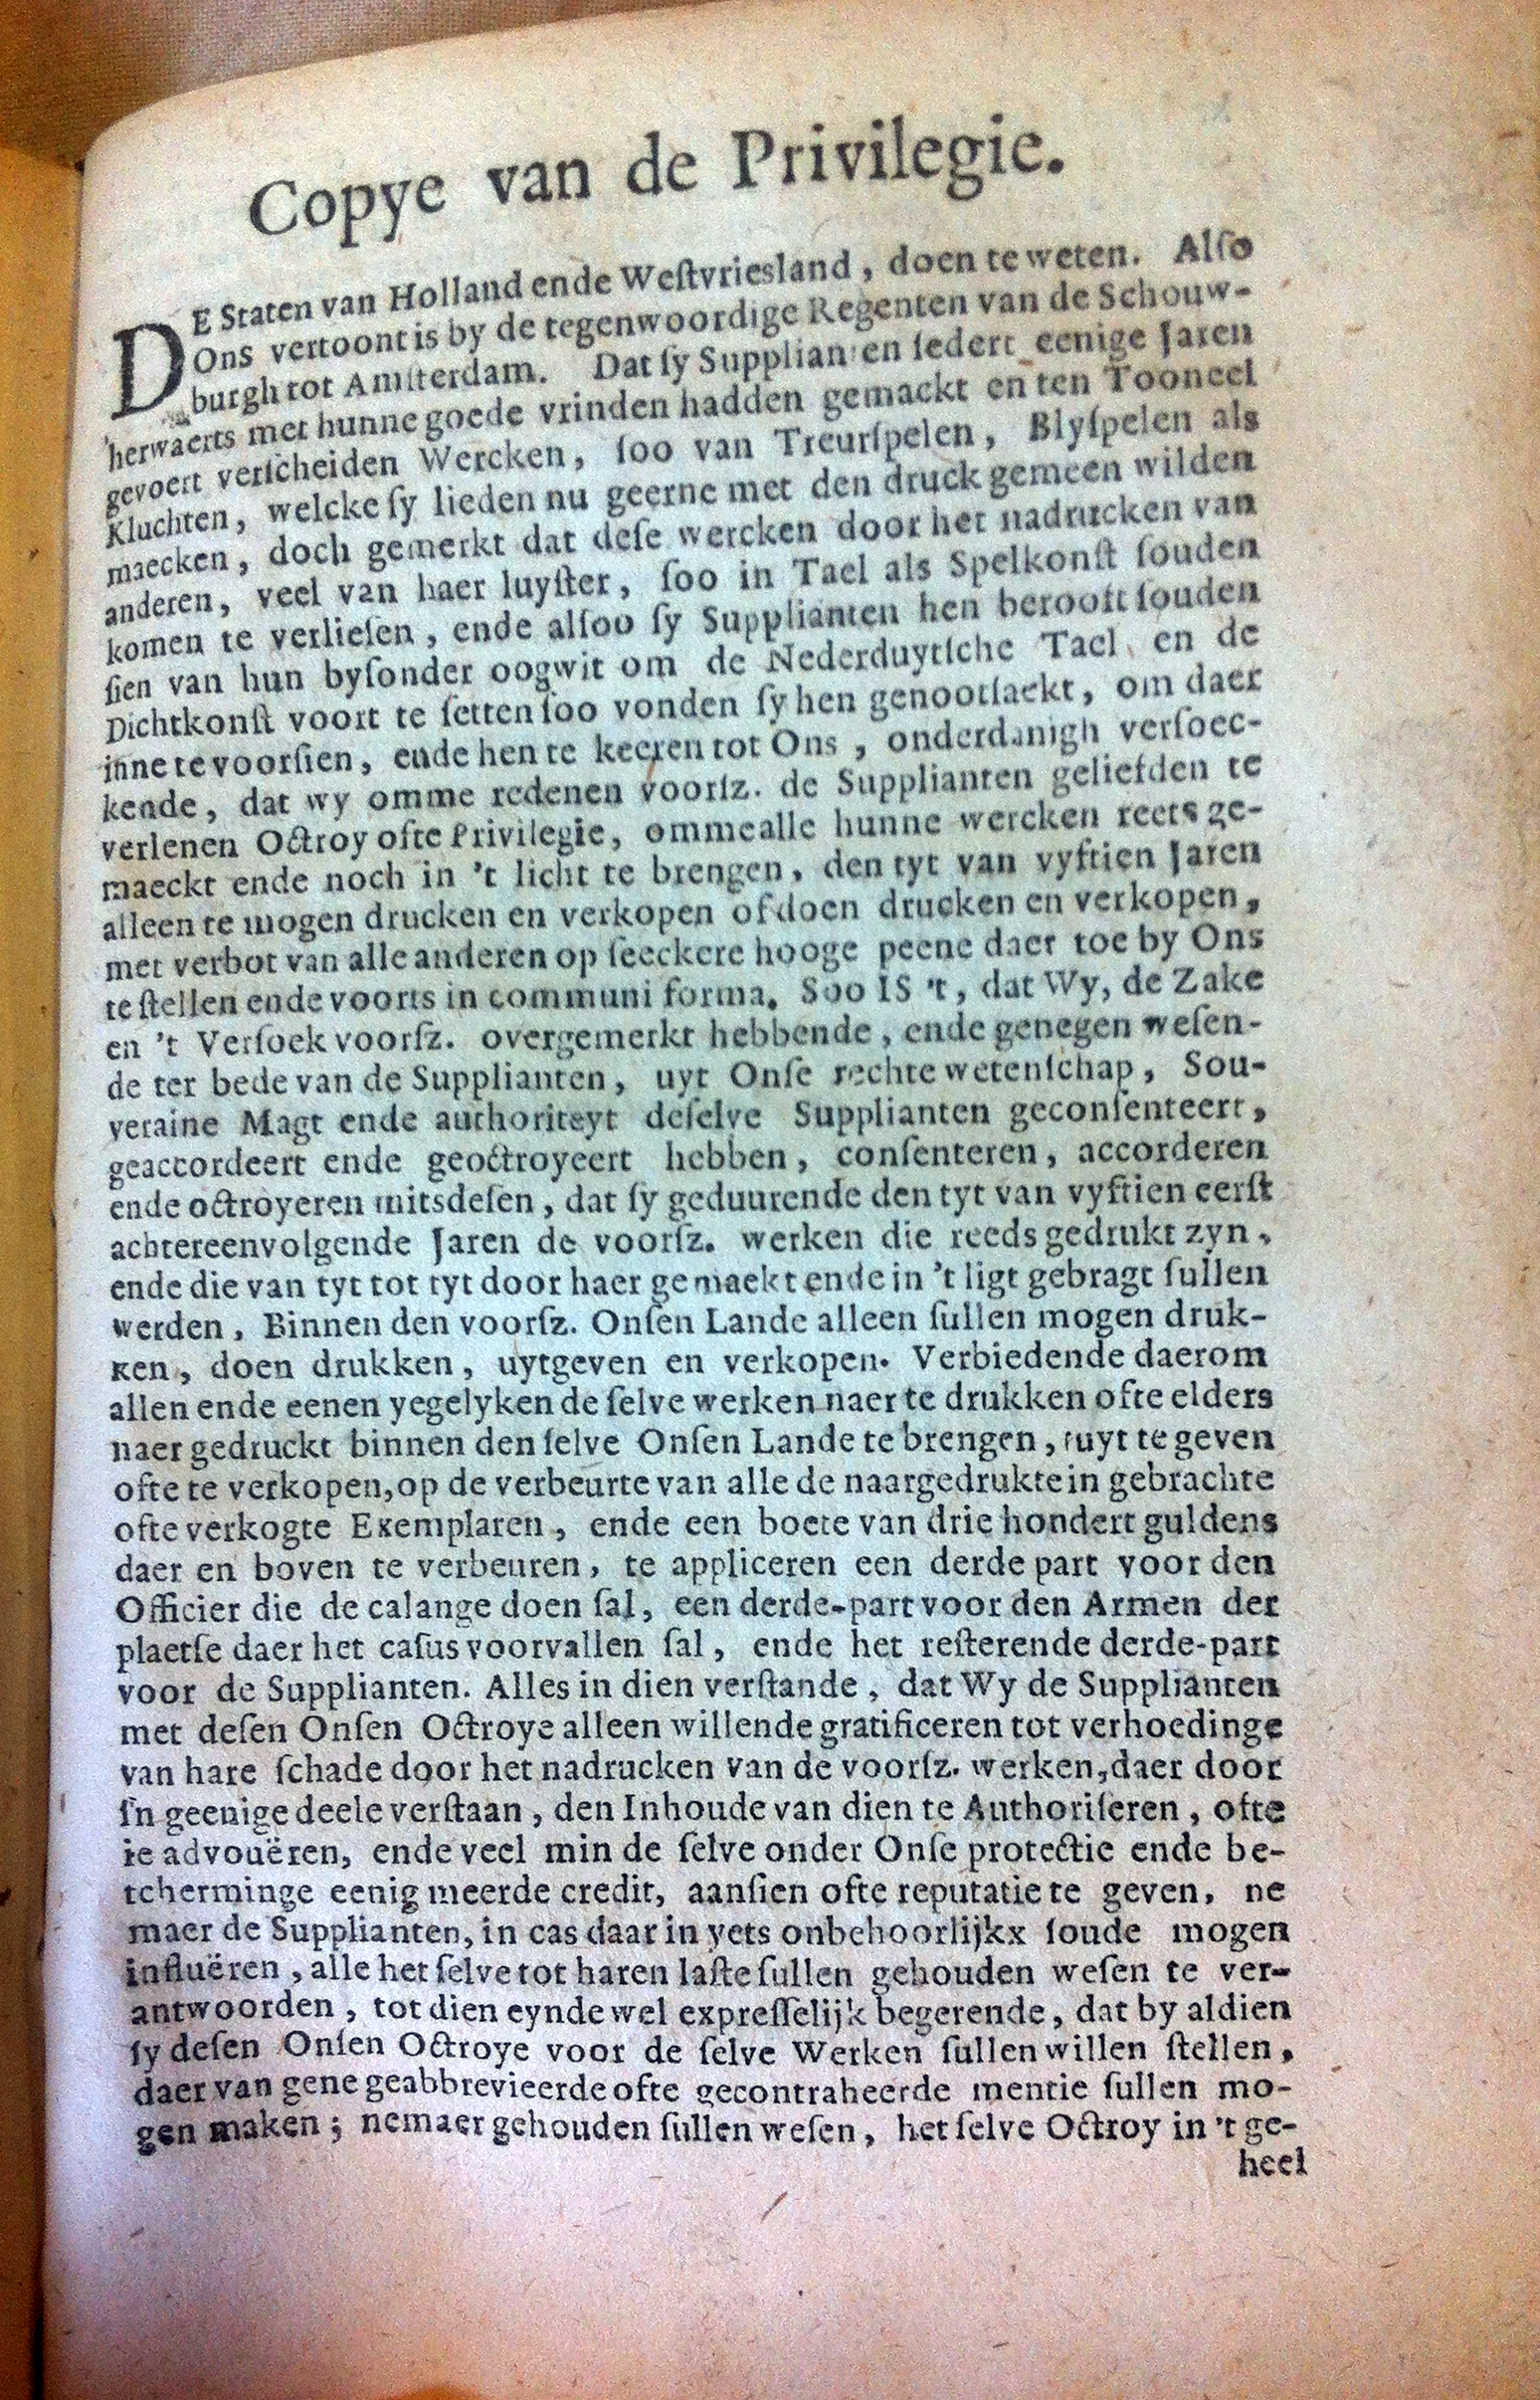 Copye van de Privilegie.
DE Staten van Holland ende Weſtvriesland, doen te weten. Alſo
Ons vertoont is by de tegenwoordige Regenten van de Schouw-
burgh tot Amſterdam. Dat ſy Supplianten ſedert eenige Jaren
herwaerts met hunne goede vrinden hadden gemackt en ten Tooneel
gevoert verſcheiden Wercken, ſoo van Treurſpelen, Blyſpelen als
Kluchten, welcke ſy lieden nu geerne met den druck gemeen wilden
maecken, doch gemerkt dat deſe wercken door het nadrucken van
anderen, veel van haer luyſter, ſoo in Tael als Spelkonſt ſouden
komen te verlieſen, ende alſoo ſy Supplianten hen berooft ſouden
ſien van hun byſonder oogwit om de Nederduytſche Tael en de
Dichtkonſt voort te ſetten ſoo vonden ſy hen genootſaekt, om daer
inne te voorſien, ende hen te keeren tot Ons, onderdanigh verſoec-
kende, dat wy omme redenen voorſz. de Supplianten geliefden te
verlenen Octroy ofte Privilegie, omme alle hunne wercken reets ge-
maeckt ende noch in 't licht te brengen, den tyt van vyftien Jaren
alleen te mogen drucken en verkopen of doen drucken en verkopen,
met verbot van alle anderen op ſeeckere hooge peene daer toe by Ons
te ſtellen ende voorts in communi forma. Soo IS 't, dat Wy, de Zake
en 't Verſoek voorſz. overgemerkt hebbende, ende genegen weſen-
de ter bede van de Supplianten, uyt Onſe rechte wetenſchap, Sou-
veraine Magt ende authoriteyt deſelve Supplianten geconſenteert,
geaccordeert ende geoctroyeert hebben, conſenteren, accorderen
ende octroyeren mitsdeſen, dat ſy geduurende den tyt van vyftien eerſt
achtereenvolgende Jaren de voorſz. werken die reeds gedrukt zyn,
ende die van tyt tot tyt door haer gemaekt ende in 't ligt gebragt ſullen
werden, Binnen den voorſz. Onſen Lande alleen ſullen mogen druk-
ken, doen drukken, uytgeven en verkopen. Verbiedende daerom
allen ende eenen yegelyken de ſelve werken naer te drukken ofte elders
naer gedruckt binnen den ſelve Onſen Lande te brengen, uyt te geven
ofte te verkopen, op de verbeurte van alle de naargedrukte in gebrachte
ofte verkogte Exemplaren, ende een boete van drie hondert guldens
daer en boven te verbeuren, te appliceren een derde part voor den
Officier die de calange doen ſal, een derde-part voor den Armen der
plaetſe daer het caſus voorvallen ſal, ende het reſterende derde-part
voor de Supplianten. Alles in dien verſtande, dat Wy de Supplianten
met deſen Onſen Octroye alleen willende gratificeren tot verhoedinge
van hare ſchade door het nadrucken van de voorſz. werken, daer door
ſ'n geenige deele verſtaan, den Inhoude van dien te Authoriſeren, ofte
te advouëren, ende veel min de ſelve onder Onſe protectie ende be-
tcherminge eenig meerde credit, aanſien ofte reputatie te geven, ne
maer de Supplianten, in cas daar in yets onbehoorlijkx ſoude mogen
influëren, alle het ſelve tot haren laſte ſullen gehouden weſen te ver-
antwoorden, tot dien eynde wel expreſſelijk begerende, dat by aldien
ſy deſen Onſen Octroye voor de ſelve Werken ſullen willen ſtellen,
daer van gene geabbrevieerde ofte gecontraheerde mentie ſullen mo-
gen maken; nemaer gehouden ſullen weſen, het ſelve Octroy in 't ge-
heel